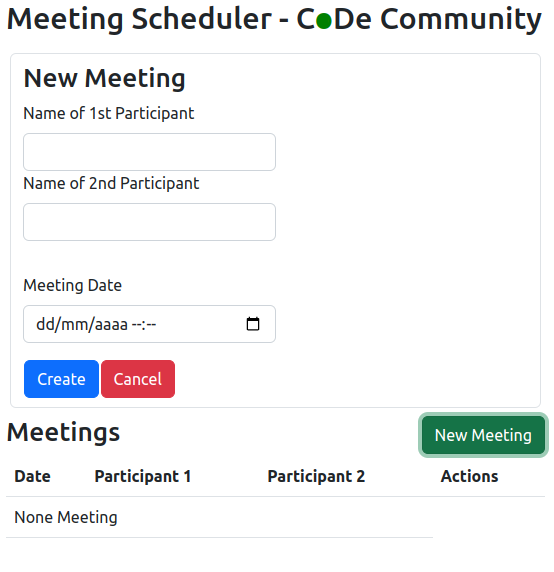 Meeting Scheduler - C●De Community
New Meeting
Name of 1st Participant
Name of 2nd Participant
Meeting Date
dd/mm/aaaa --:--
Create Cancel
Meetings New Meeting
Date Participant 1 Participant 2 Actions
None Meeting